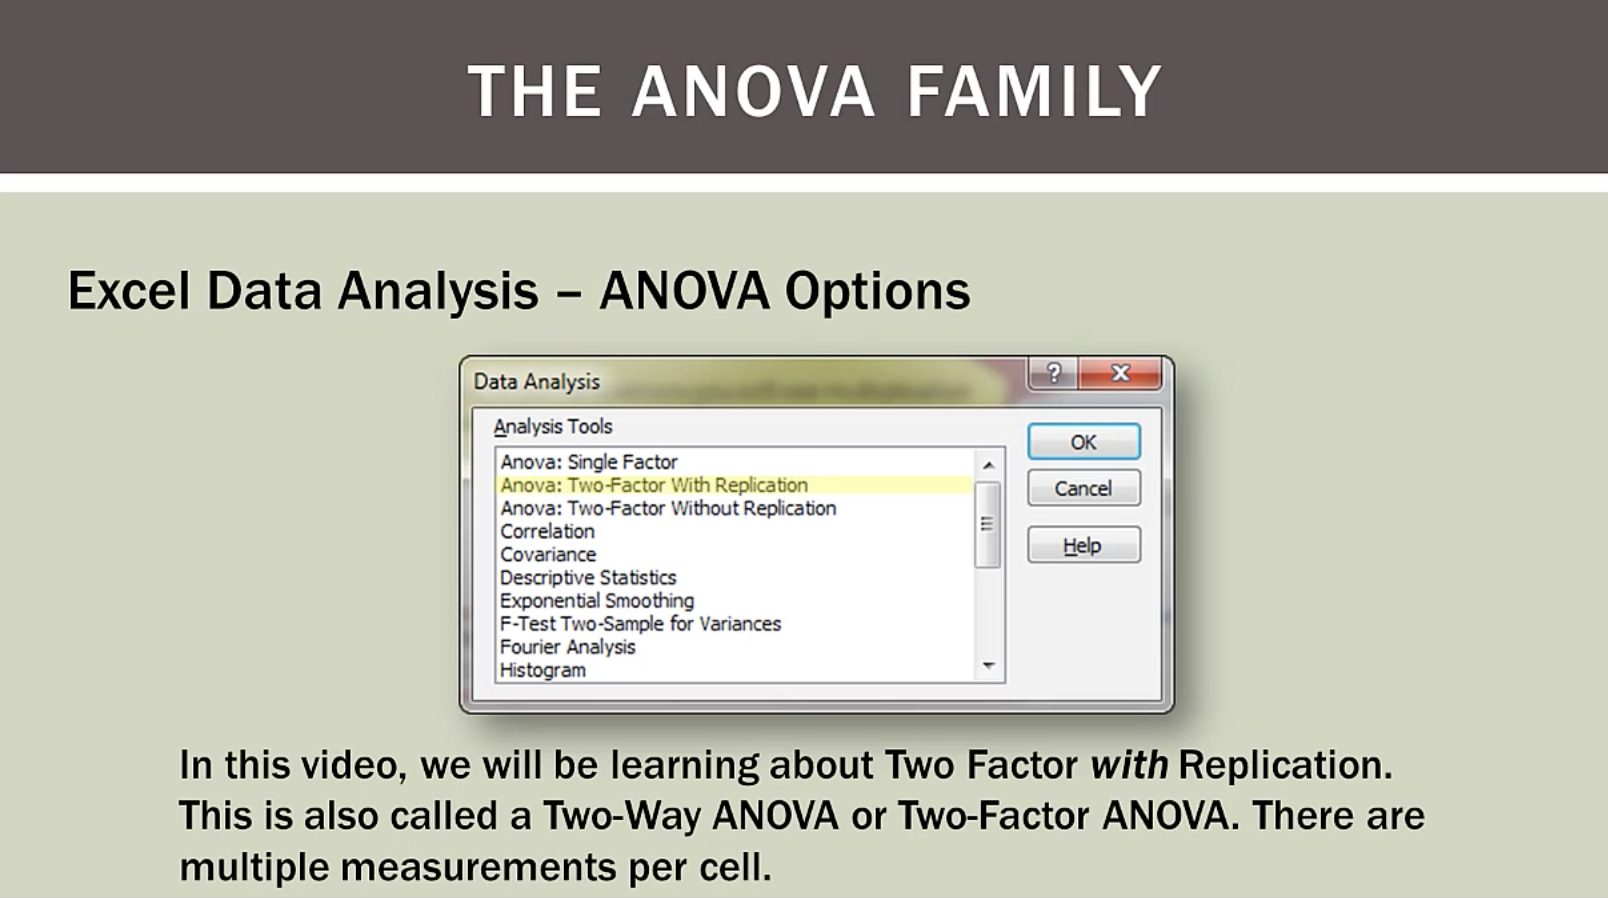 THE ANOVA FAMILY
Excel Data Analysis – ANOVA Options
Data Analysis
?
X
Analysis Tools
Anova: Single Factor
Anova: Two-Factor With Replication
Anova: Two-Factor Without Replication
Correlation
Covariance
Descriptive Statistics
Exponential Smoothing
F-Test Two-Sample for Variances
Fourier Analysis
Histogram
OK
Cancel
Help
In this video, we will be learning about Two Factor with Replication.
This is also called a Two-Way ANOVA or Two-Factor ANOVA. There are
multiple measurements per cell.